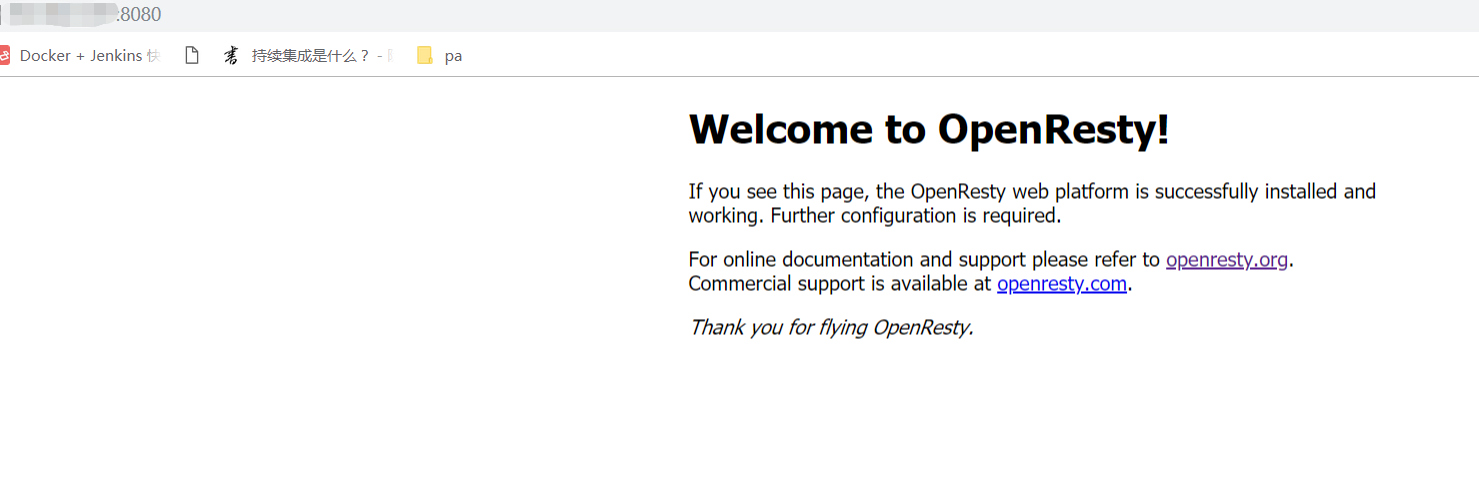 :8080
Docker + Jenkins 快
持续集成是什么？ -
pa
Welcome to OpenResty!
If you see this page, the OpenResty web platform is successfully installed and
working. Further configuration is required.
For online documentation and support please refer to openresty.org.
Commercial support is available at openresty.com.
Thank you for flying OpenResty.